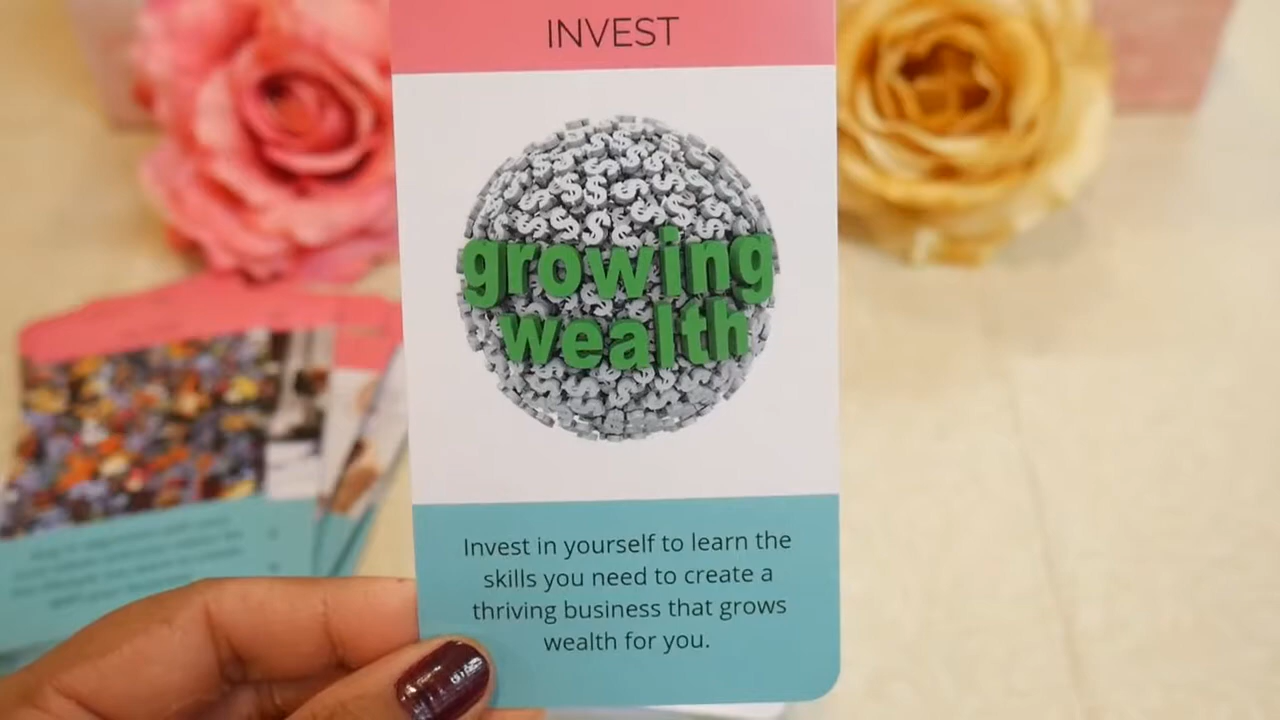 INVEST
growing
wealth
Invest in yourself to learn the
skills you need to create a
thriving business that grows
wealth for you.